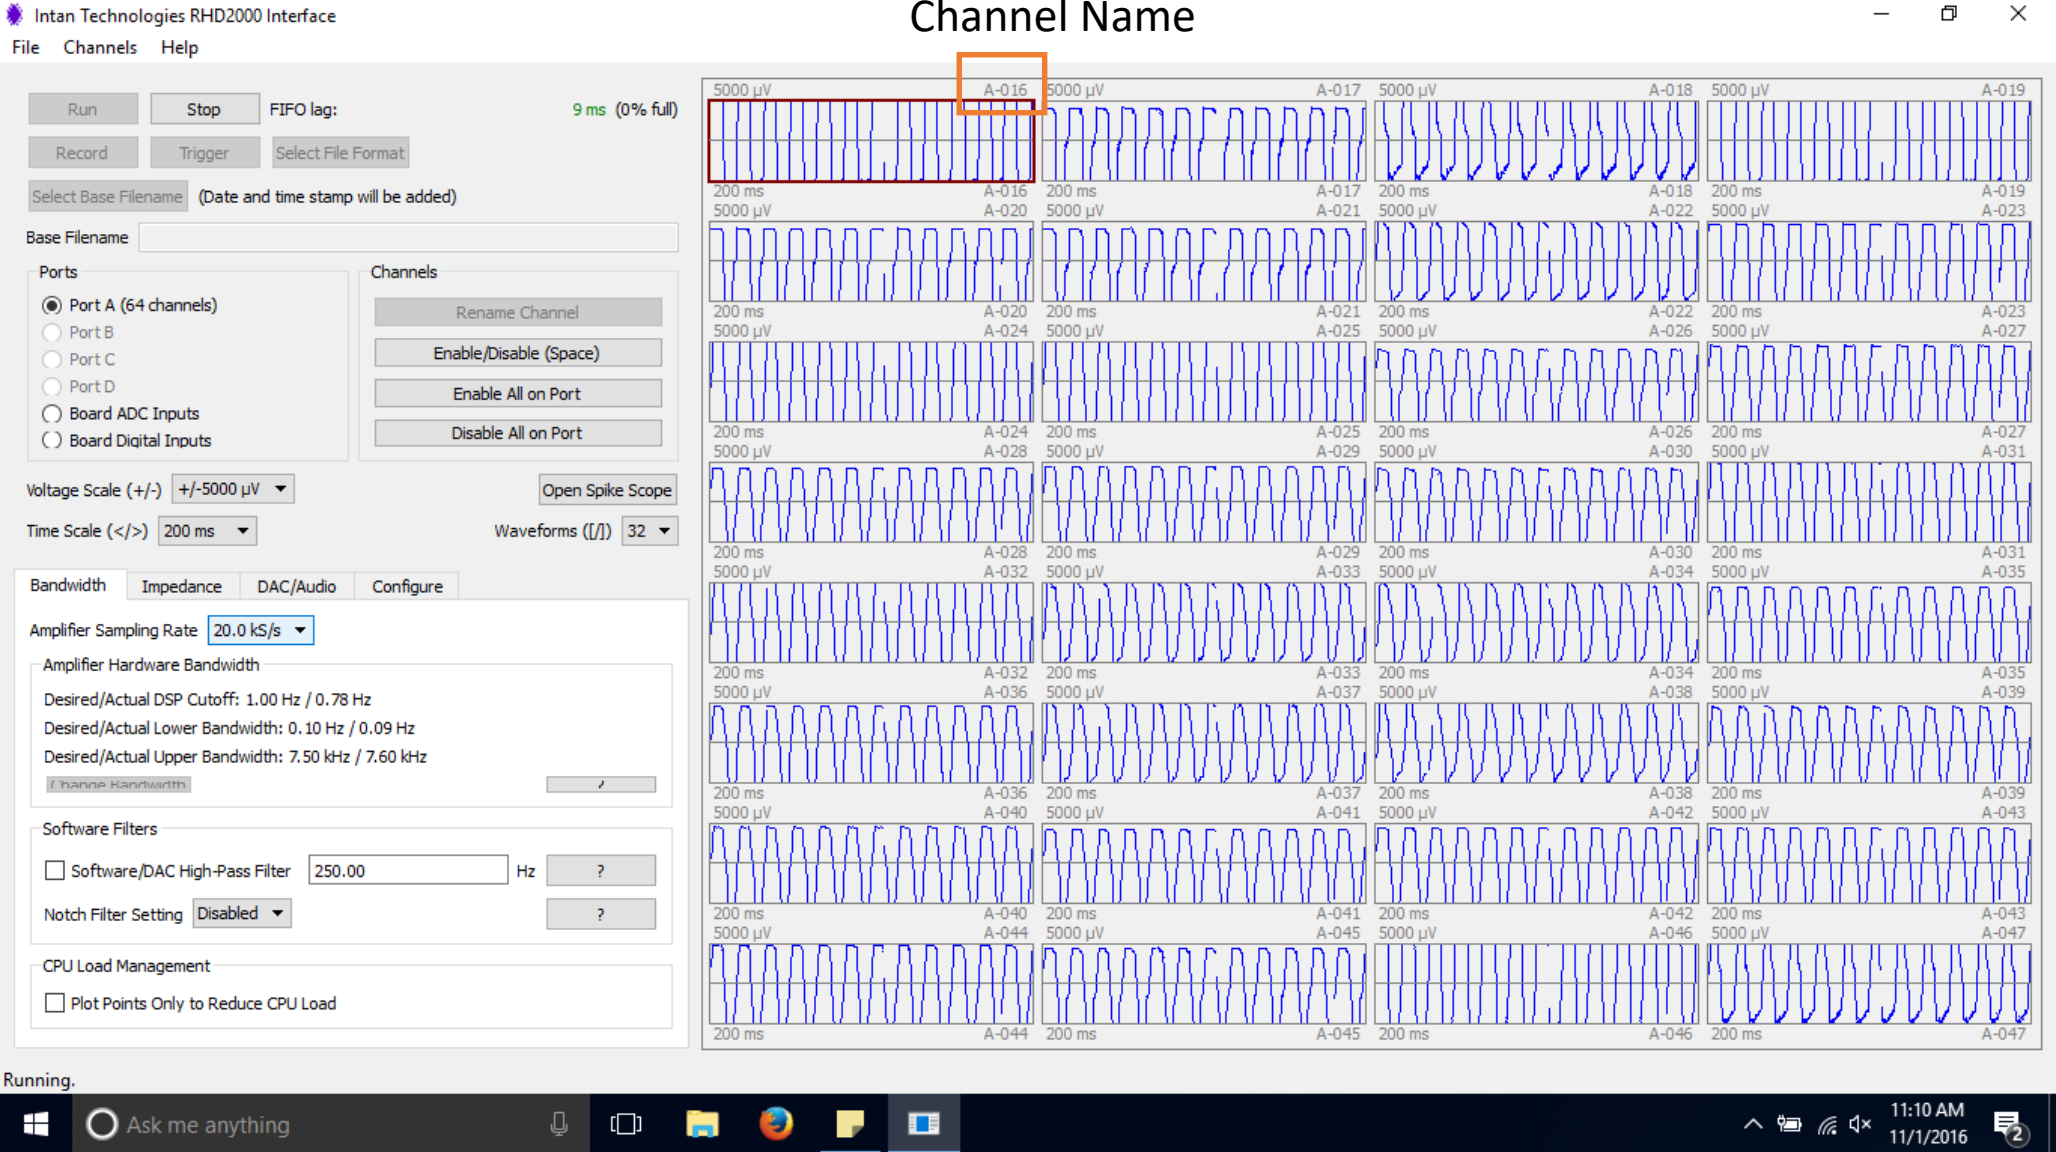 Channel Name
Intan Technologies RHD2000 Interface
File Channels Help
Run Stop FIFO lag: 9 ms (0% full)
Record Trigger Select File Format
Select Base Filename (Date and time stamp will be added)
Base Filename
Ports
Port A (64 channels)
Port B
Port C
Port D
Board ADC Inputs
Board Digital Inputs
Channels
Rename Channel
Enable/Disable (Space)
Enable All on Port
Disable All on Port
Voltage Scale (+/-) +/-5000 µV Open Spike Scope
Time Scale (</>) 200 ms Waveforms ([/]) 32
Bandwidth Impedance DAC/Audio Configure
Amplifier Sampling Rate 20.0 kS/s
Amplifier Hardware Bandwidth
Desired/Actual DSP Cutoff: 1.00 Hz / 0.78 Hz
Desired/Actual Lower Bandwidth: 0.10 Hz / 0.09 Hz
Desired/Actual Upper Bandwidth: 7.50 kHz / 7.60 kHz
Change Bandwidth ?
Software Filters
Software/DAC High-Pass Filter 250.00 Hz ?
Notch Filter Setting Disabled ?
CPU Load Management
Plot Points Only to Reduce CPU Load
5000 µV A-016 5000 µV A-017 5000 µV A-018 5000 µV A-019
200 ms A-016 200 ms A-017 200 ms A-018 200 ms A-019
5000 µV A-020 5000 µV A-021 5000 µV A-022 5000 µV A-023
200 ms A-020 200 ms A-021 200 ms A-022 200 ms A-023
5000 µV A-024 5000 µV A-025 5000 µV A-026 5000 µV A-027
200 ms A-024 200 ms A-025 200 ms A-026 200 ms A-027
5000 µV A-028 5000 µV A-029 5000 µV A-030 5000 µV A-031
200 ms A-028 200 ms A-029 200 ms A-030 200 ms A-031
5000 µV A-032 5000 µV A-033 5000 µV A-034 5000 µV A-035
200 ms A-032 200 ms A-033 200 ms A-034 200 ms A-035
5000 µV A-036 5000 µV A-037 5000 µV A-038 5000 µV A-039
200 ms A-036 200 ms A-037 200 ms A-038 200 ms A-039
5000 µV A-040 5000 µV A-041 5000 µV A-042 5000 µV A-043
200 ms A-040 200 ms A-041 200 ms A-042 200 ms A-043
5000 µV A-044 5000 µV A-045 5000 µV A-046 5000 µV A-047
200 ms A-044 200 ms A-045 200 ms A-046 200 ms A-047
Running.
Ask me anything
11:10 AM
11/1/2016
2